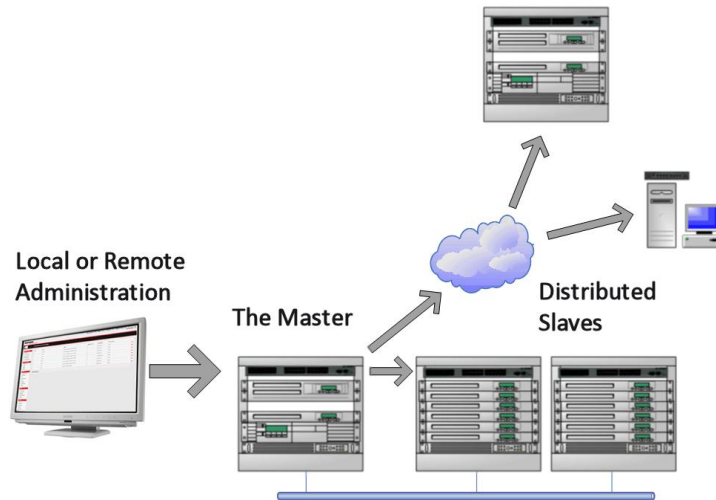 Local or Remote
Administration
The Master
Distributed
Slaves